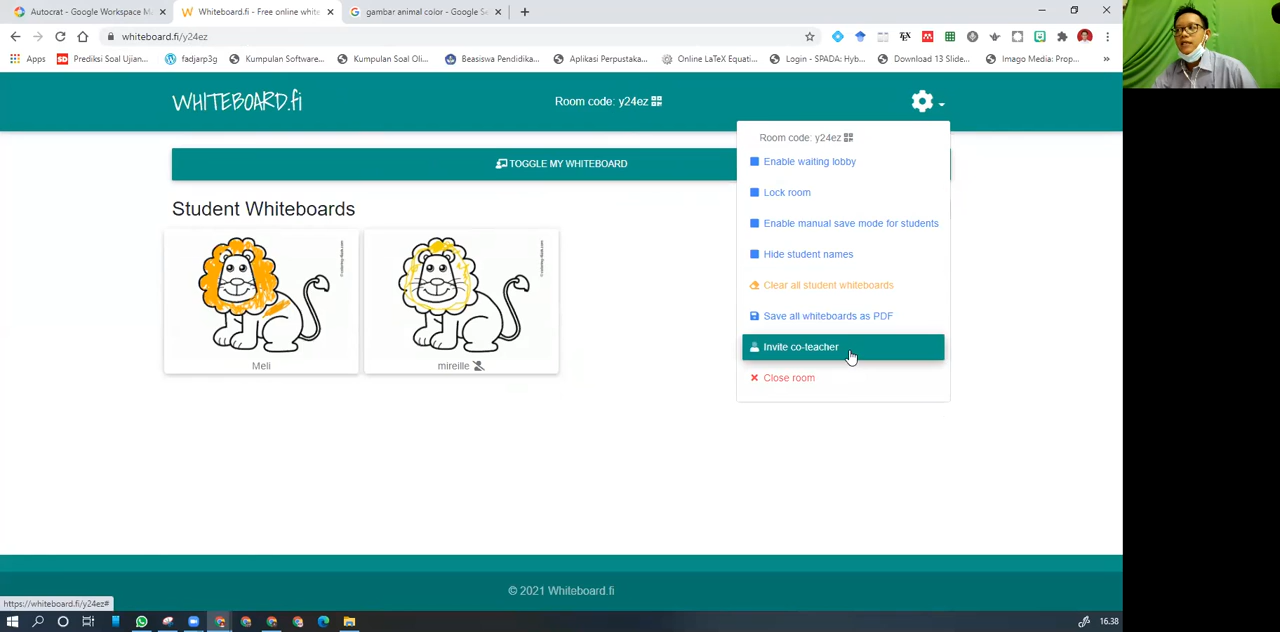 Autocrat - Google Workspace M
Whiteboard.fi - Free online white
gambar animal color - Google Se
whiteboard.fi/y24ez
Apps
Prediksi Soal Ujian...
fadjarp3g
Kumpulan Software...
Kumpulan Soal Oli...
Beasiswa Pendidika...
Aplikasi Perpustaka...
Online LaTeX Equati...
Login - SPADA: Hyb...
Download 13 Slide...
Imago Media: Prop...
WHITEBOARD.fi
Room code: y24ez
Room code: y24ez
TOGGLE MY WHITEBOARD
Enable waiting lobby
Lock room
Student Whiteboards
Enable manual save mode for students
Hide student names
Clear all student whiteboards
Save all whiteboards as PDF
Invite co-teacher
Close room
Meli
mireille
© 2021 Whiteboard.fi
https://whiteboard.fi/y24ez#
16.38